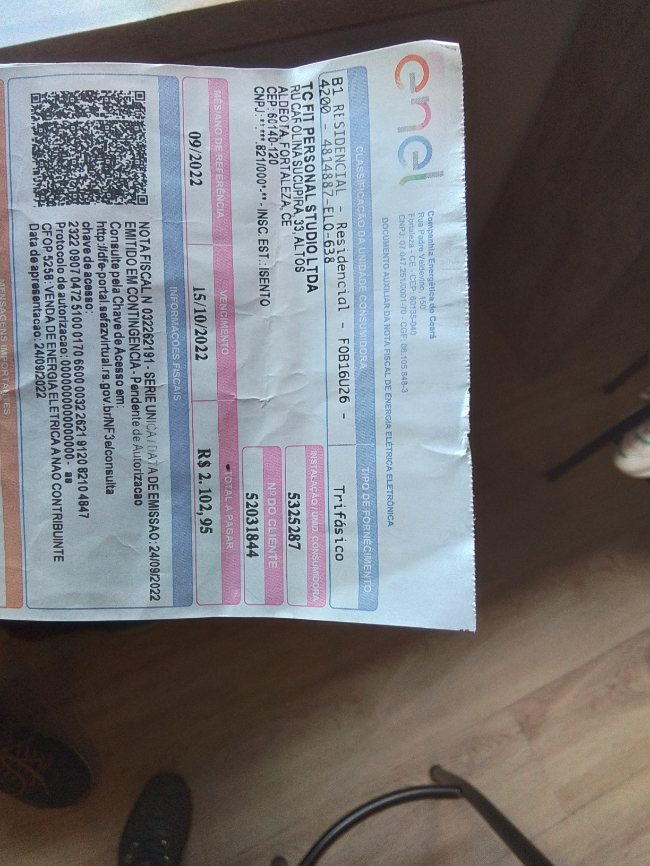 enel
Companhia Energética do Ceará
Rua Padre Valdevino, 150
Fortaleza - CE - CEP: 60135-040
CNPJ: 07.047.251/0001-70 - CGF: 06.105.848-3
DOCUMENTO AUXILIAR DA NOTA FISCAL DE ENERGIA ELÉTRICA ELETRÔNICA
CLASSIFICAÇÃO DA UNIDADE CONSUMIDORA
TIPO DE FORNECIMENTO
B1 RESIDENCIAL - Residencial - F0B16U26 -
4200 - 4814887-ELO-638
Trifásico
TC FIT PERSONAL STUDIO LTDA
RU CAROLINA SUCUPIRA, 33, ALTOS
ALDEOTA, FORTALEZA, CE
CEP: 60140-120
CNPJ: **.***.821/000*-** - INSC. EST.: ISENTO
INSTALAÇÃO / UNID. CONSUMIDORA
5325287
Nº DO CLIENTE
52031844
MÊS/ANO DE REFERÊNCIA
09/2022
VENCIMENTO
15/10/2022
TOTAL A PAGAR
R$ 2.102,95
INFORMAÇÕES FISCAIS
NOTA FISCAL N 032262191 - SERIE UNICA / DATA DE EMISSÃO: 24/09/2022
EMITIDO EM CONTINGENCIA - Pendente de Autorizacao
Consulte pela Chave de Acesso em:
http://dfe-portal.sefazvirtual.rs.gov.br/NF3e/consulta
chave de acesso:
2322 0907 0472 5100 0170 6600 0032 2621 9120 8210 4847
Protocolo de autorizacao: 0000000000000000 - as
CFOP 5258: VENDA DE ENERGIA ELETRICA A NAO CONTRIBUINTE
Data de apresentacao: 24/09/2022
MENSAGENS IMPORTANTES